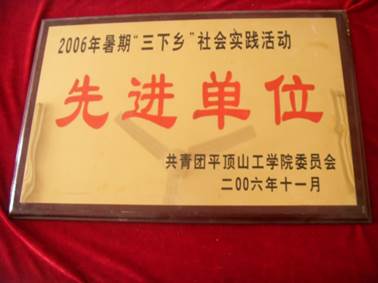 2006年暑期“三下乡”社会实践活动
先进单位
共青团平顶山工学院委员会
二00六年十一月